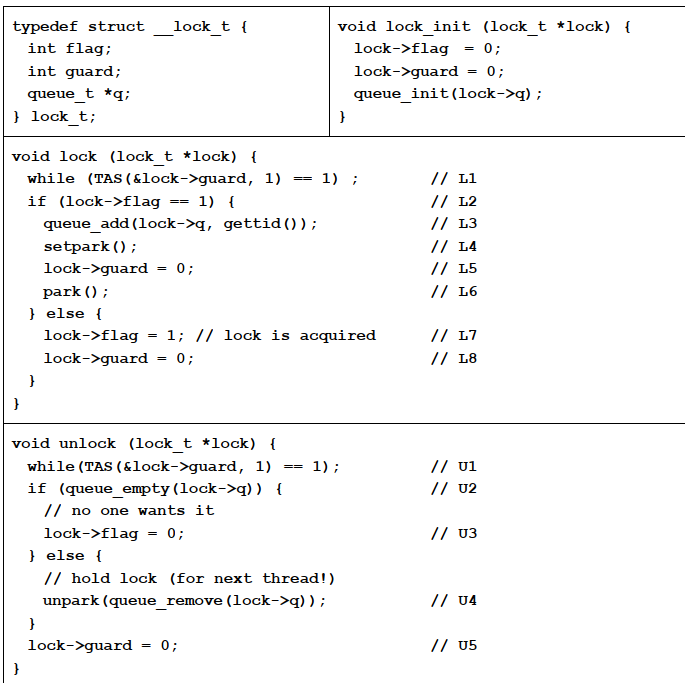 typedef struct __lock_t {
  int flag;
  int guard;
  queue_t *q;
} lock_t;
void lock_init (lock_t *lock) {
  lock->flag  = 0;
  lock->guard = 0;
  queue_init(lock->q);
}
void lock (lock_t *lock) {
  while (TAS(&lock->guard, 1) == 1) ;      // L1
  if (lock->flag == 1) {                   // L2
    queue_add(lock->q, gettid());          // L3
    setpark();                             // L4
    lock->guard = 0;                       // L5
    park();                                // L6
  } else {
    lock->flag = 1; // lock is acquired    // L7
    lock->guard = 0;                       // L8
  }
}
void unlock (lock_t *lock) {
  while(TAS(&lock->guard, 1) == 1);        // U1
  if (queue_empty(lock->q)) {              // U2
    // no one wants it
    lock->flag = 0;                        // U3
  } else {
    // hold lock (for next thread!)
    unpark(queue_remove(lock->q));         // U4
  }
  lock->guard = 0;                         // U5
}